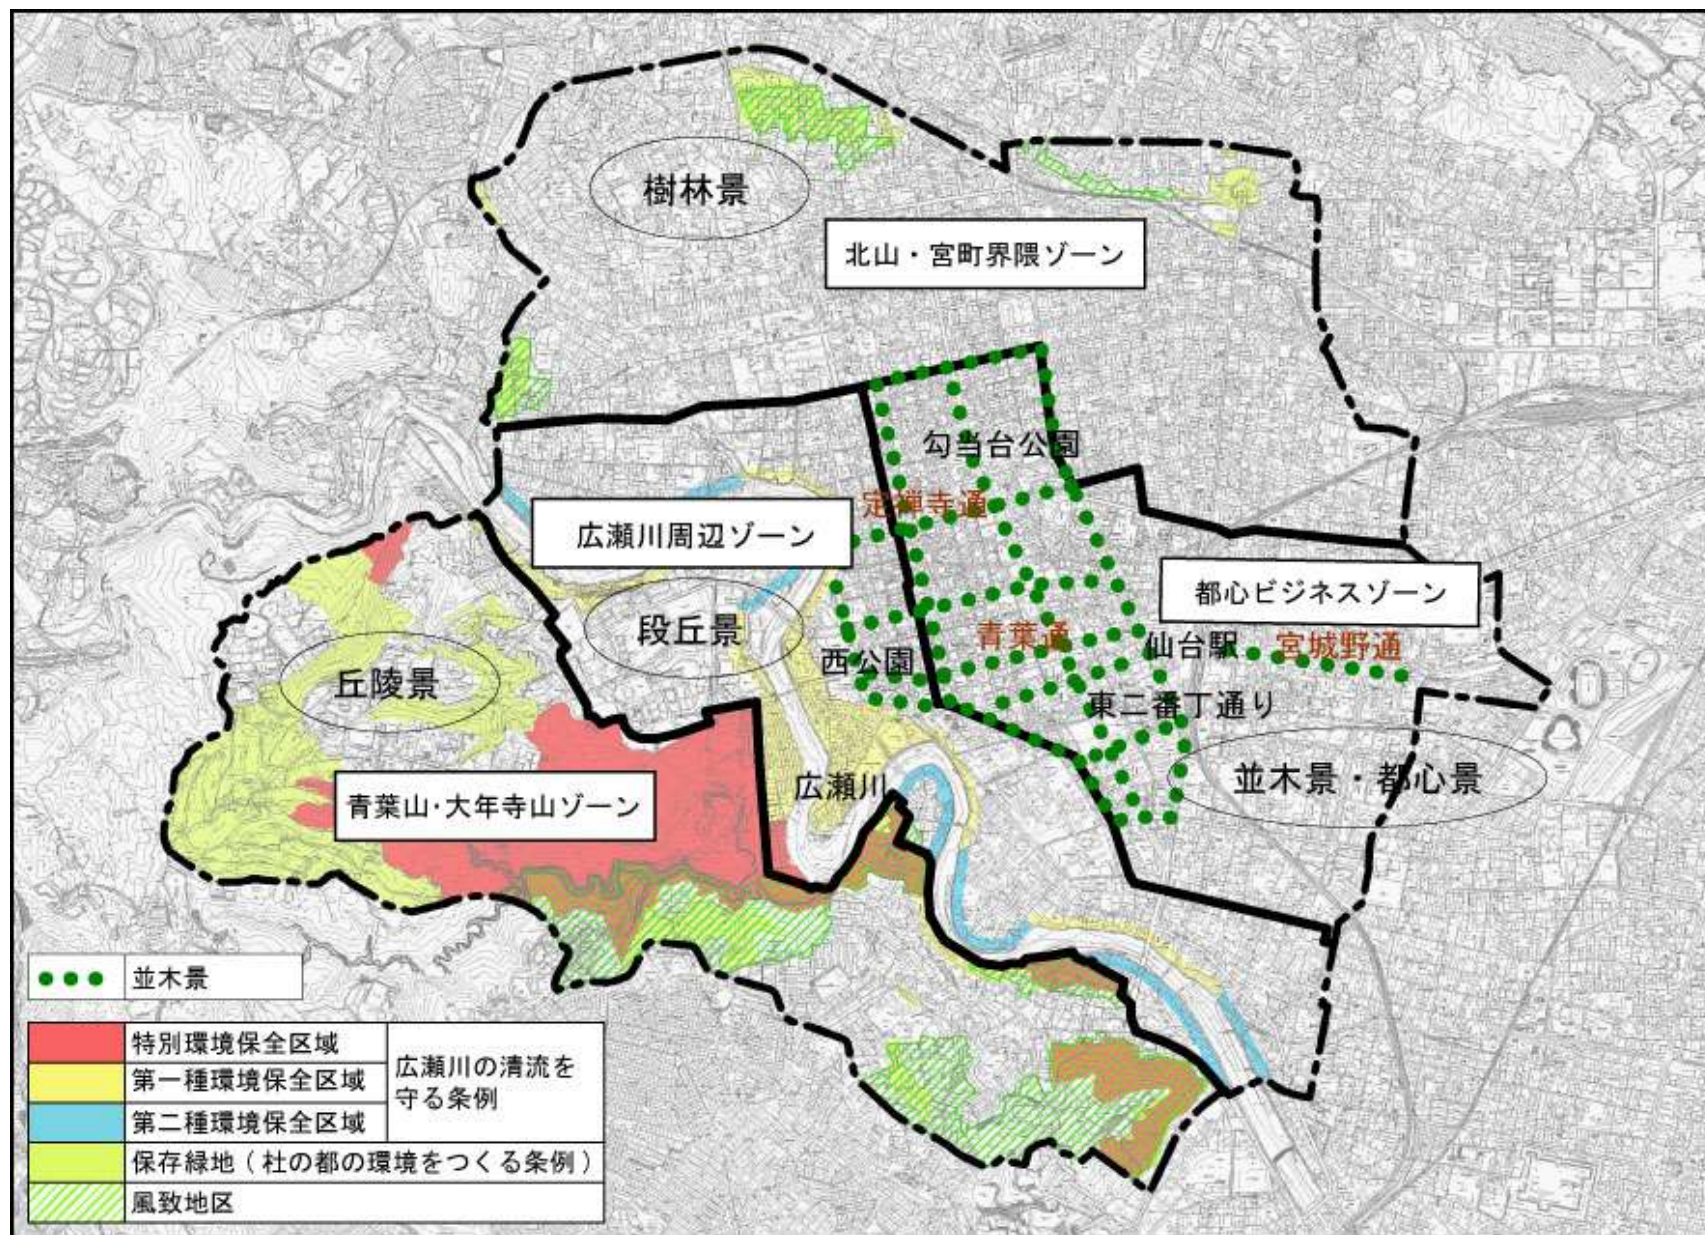 樹林景
北山・宮町界隈ゾーン
勾当台公園
定禅寺通
広瀬川周辺ゾーン
都心ビジネスゾーン
段丘景
青葉通
仙台駅
宮城野通
西公園
丘陵景
東二番丁通り
並木景・都心景
広瀬川
青葉山・大年寺山ゾーン
並木景
特別環境保全区域
第一種環境保全区域
第二種環境保全区域
広瀬川の清流を
守る条例
保存緑地（杜の都の環境をつくる条例）
風致地区